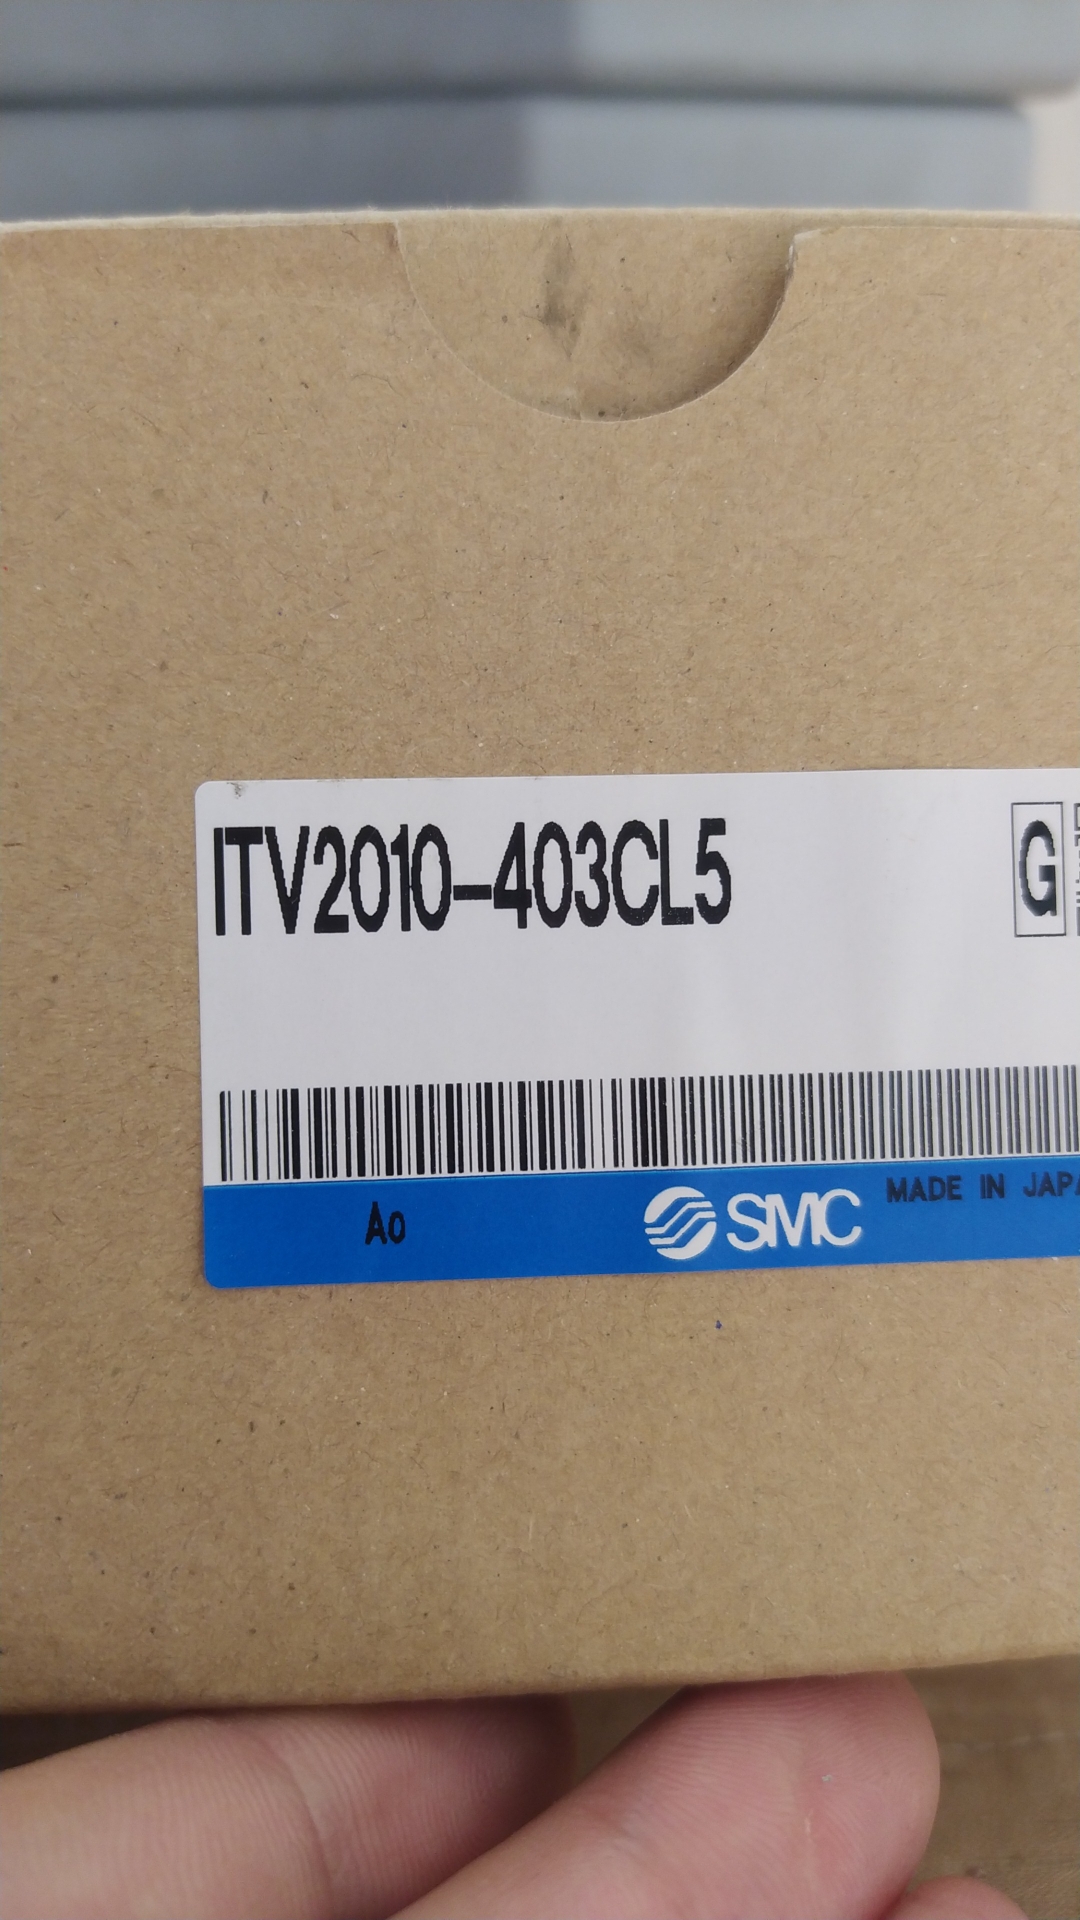 ITV2010-403CL5
G
Ao
SMC
MADE IN JAPA